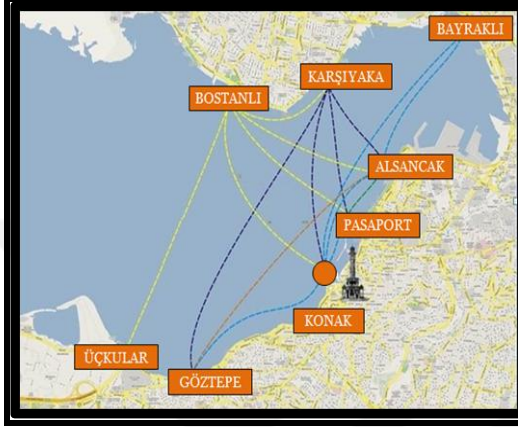 BAYRAKLI
KARŞIYAKA
BOSTANLI
ALSANCAK
PASAPORT
KONAK
ÜÇKULAR
GÖZTEPE